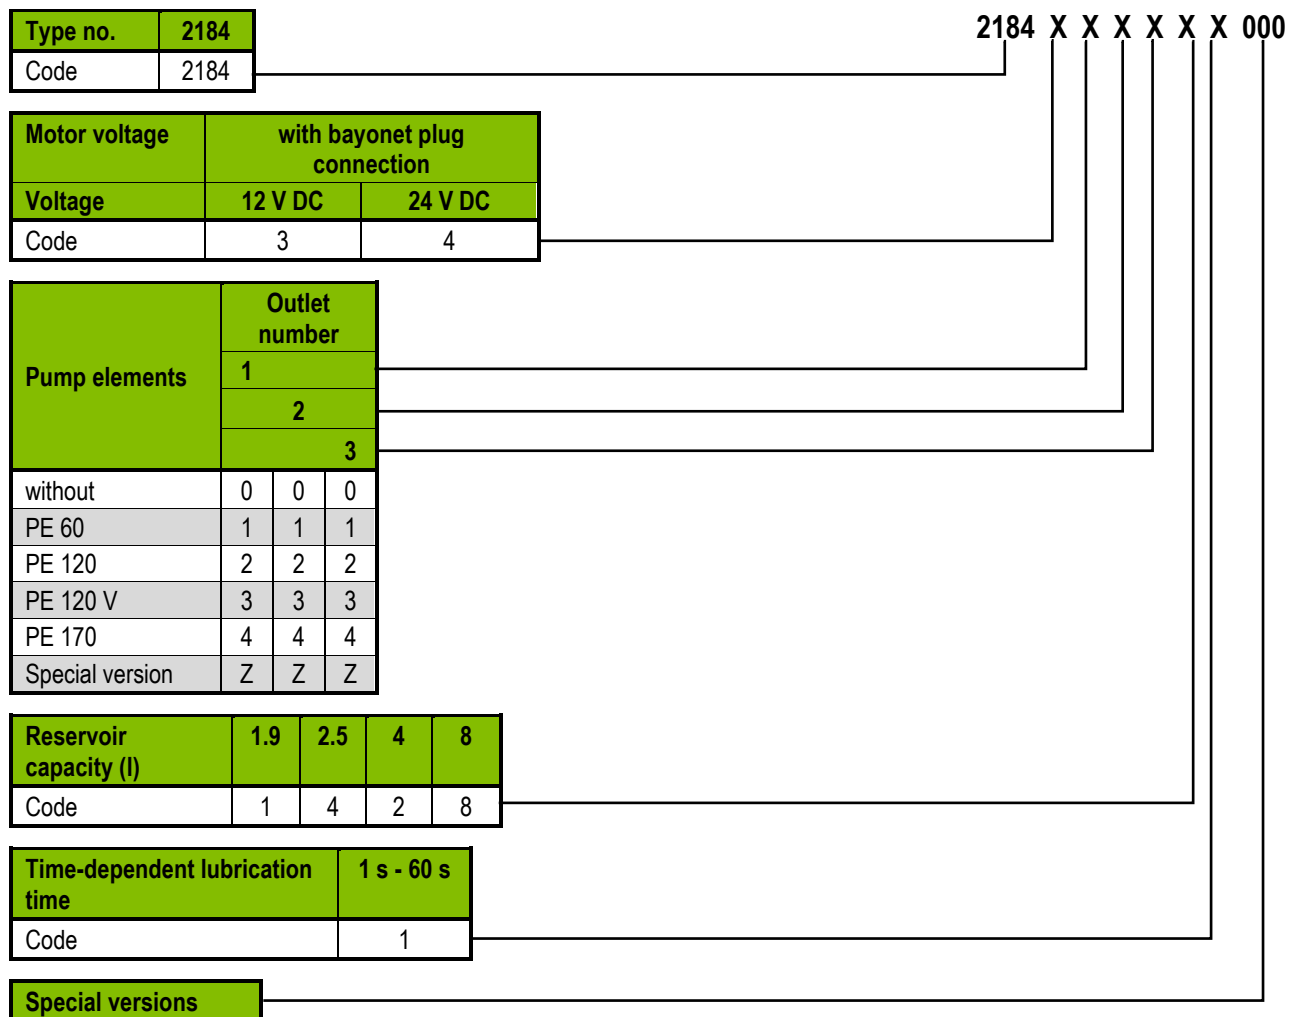 Type no. 2184
2184 X X X X X X 000
Code 2184
Motor voltage with bayonet plug
connection
Voltage 12 V DC 24 V DC
Code 3 4
Outlet
number
Pump elements 1
2
3
without 0 0 0
PE 60 1 1 1
PE 120 2 2 2
PE 120 V 3 3 3
PE 170 4 4 4
Special version Z Z Z
Reservoir 1.9 2.5 4 8
capacity (l)
Code 1 4 2 8
Time-dependent lubrication 1 s - 60 s
time
Code 1
Special versions